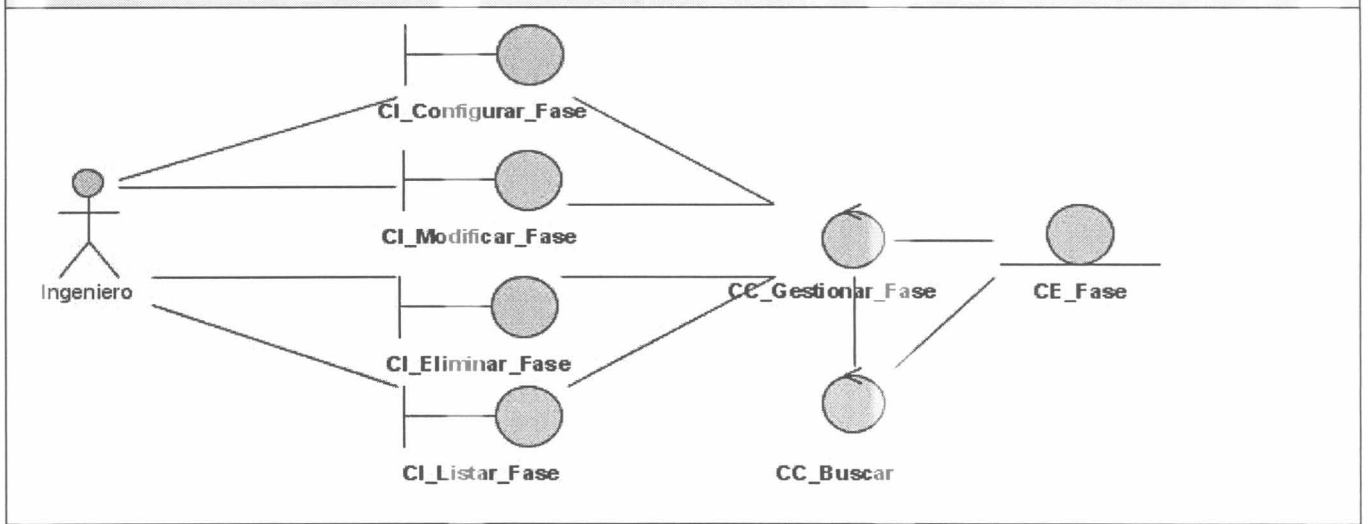 CI_Configurar_Fase
CI_Modificar_Fase
Ingeniero
CC_Gestionar_Fase
CE_Fase
CI_Eliminar_Fase
CI_Listar_Fase
CC_Buscar